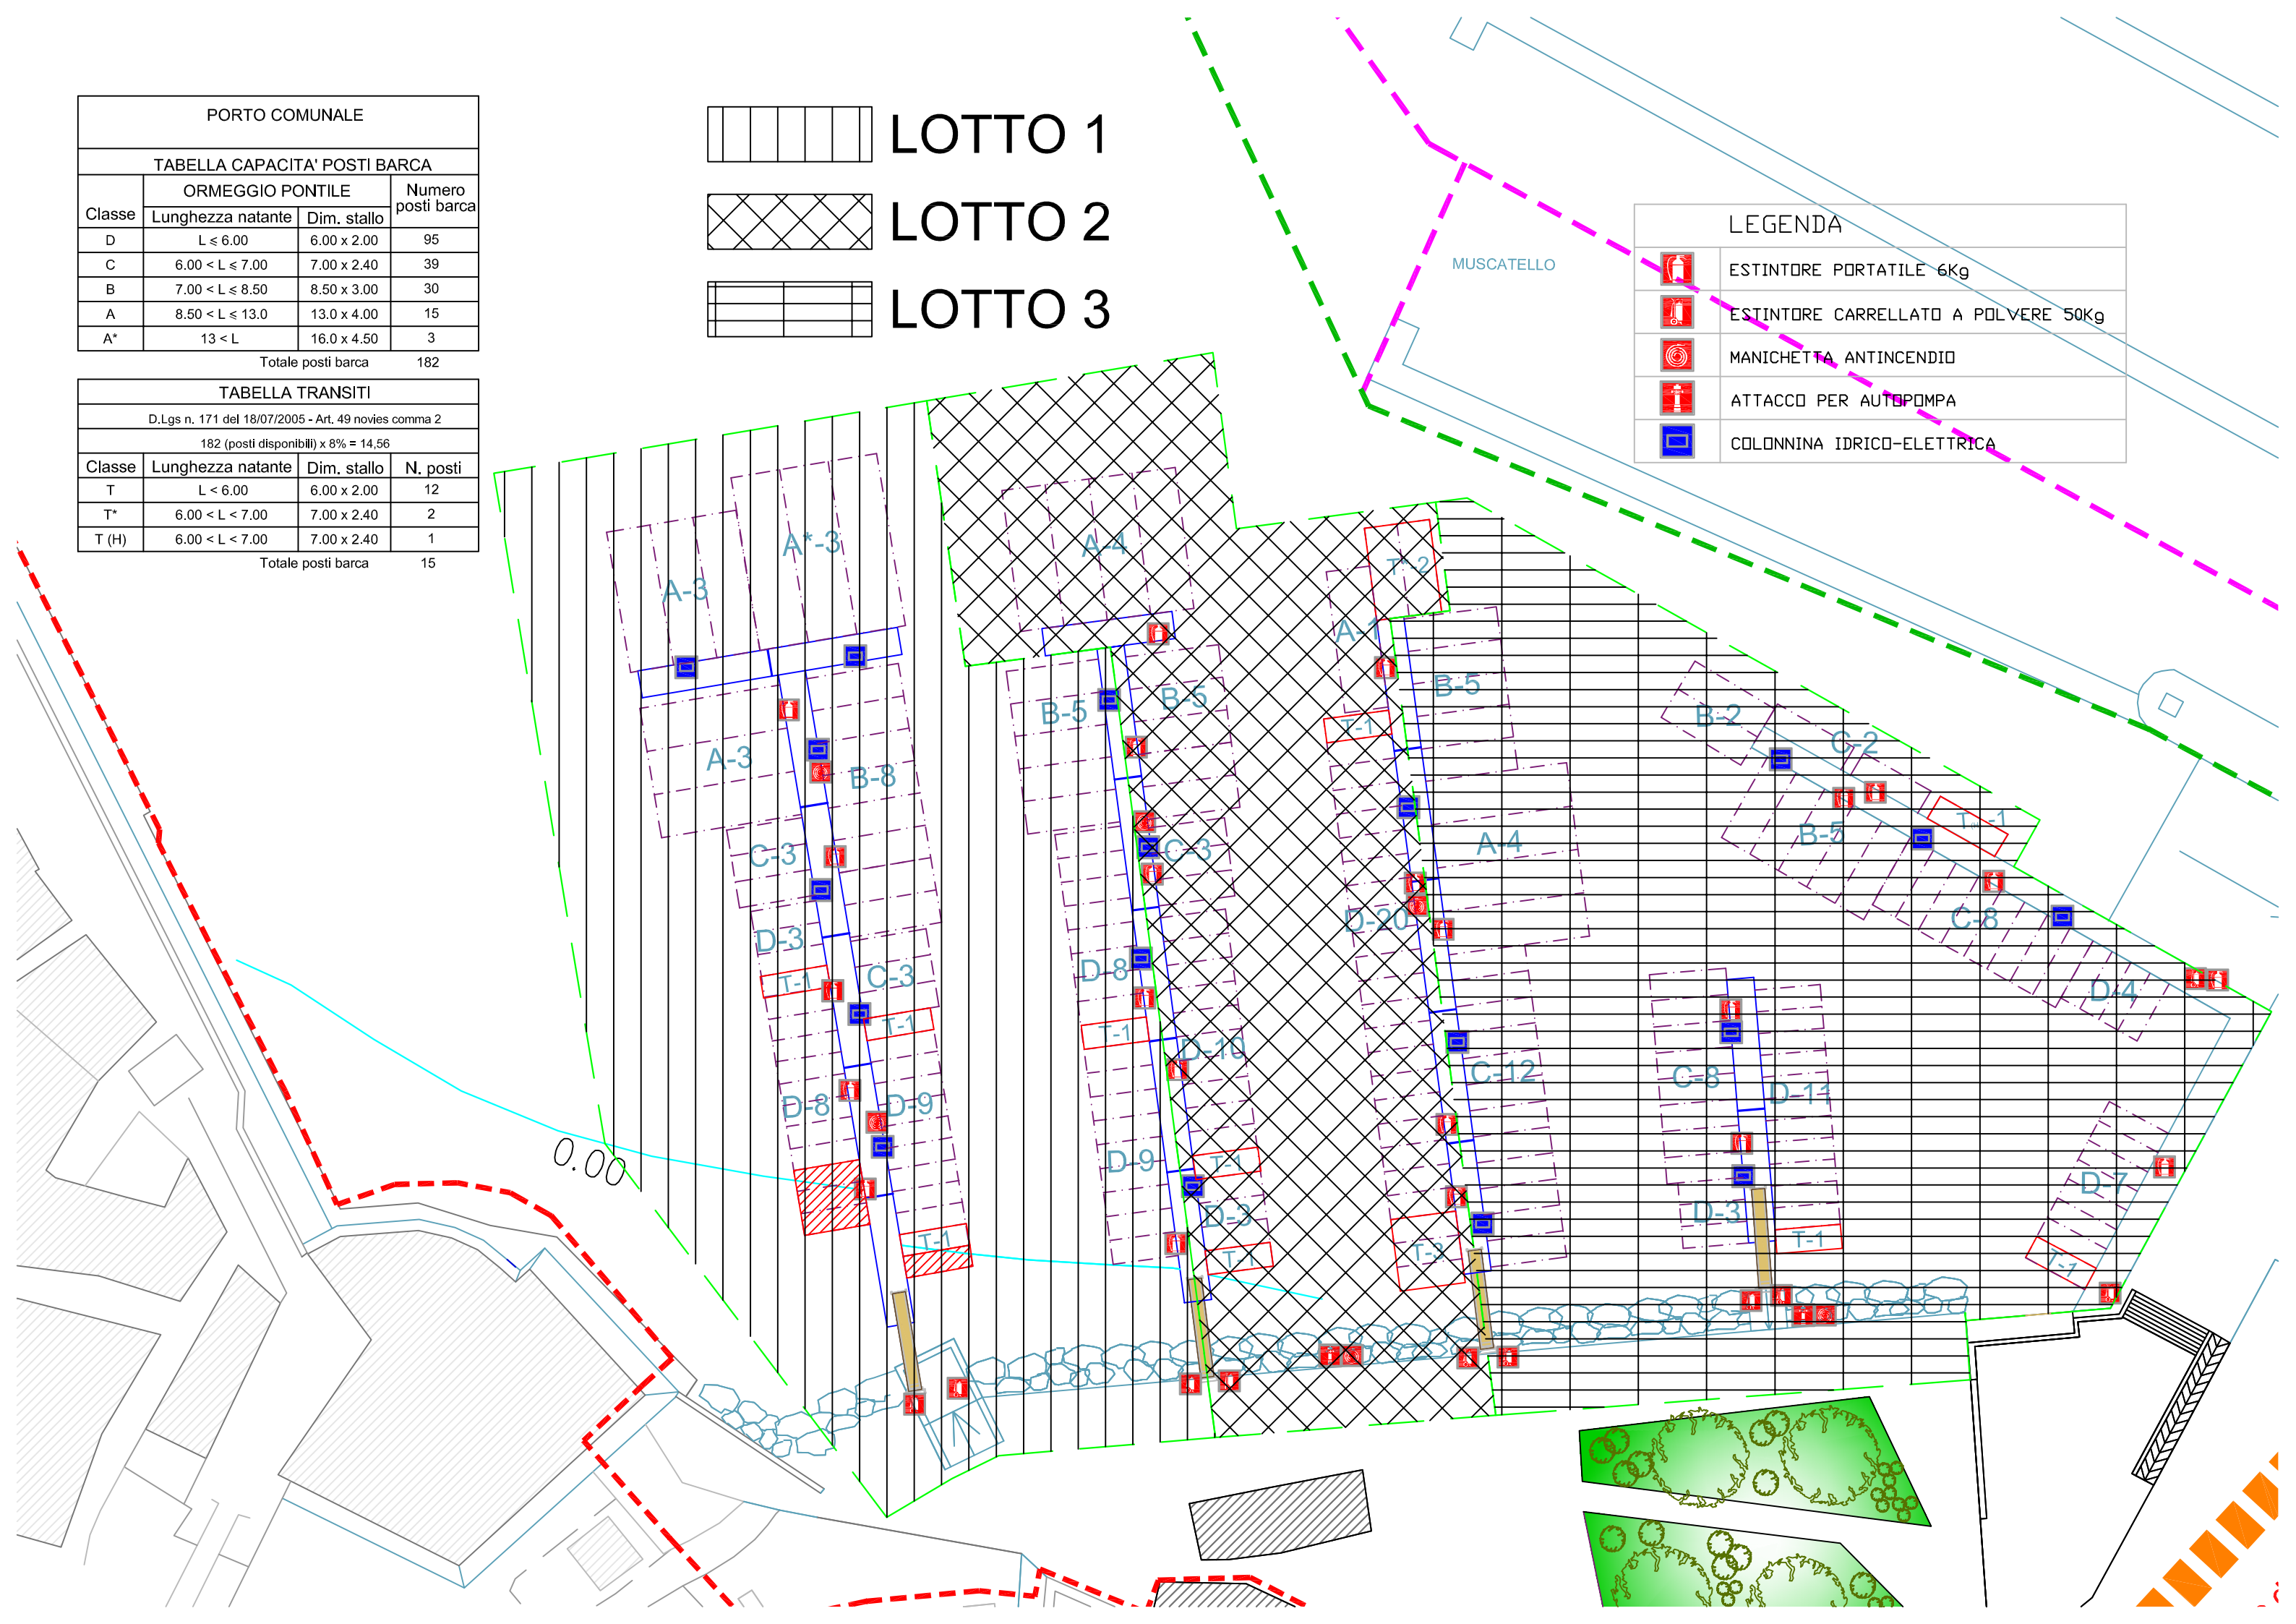 PORTO COMUNALE
TABELLA CAPACITA' POSTI BARCA
Classe ORMEGGIO PONTILE Numero posti barca
Lunghezza natante Dim. stallo
D L ⩽ 6.00 6.00 x 2.00 95
C 6.00 < L ⩽ 7.00 7.00 x 2.40 39
B 7.00 < L ⩽ 8.50 8.50 x 3.00 30
A 8.50 < L ⩽ 13.0 13.0 x 4.00 15
A* 13 < L 16.0 x 4.50 3
Totale posti barca 182
TABELLA TRANSITI
D.Lgs n. 171 del 18/07/2005 - Art. 49 novies comma 2
182 (posti disponibili) x 8% = 14,56
Classe Lunghezza natante Dim. stallo N. posti
T L < 6.00 6.00 x 2.00 12
T* 6.00 < L < 7.00 7.00 x 2.40 2
T (H) 6.00 < L < 7.00 7.00 x 2.40 1
Totale posti barca 15
LOTTO 1
LOTTO 2
LOTTO 3
MUSCATELLO
LEGENDA
ESTINTORE PORTATILE 6Kg
ESTINTORE CARRELLATO A POLVERE 50Kg
MANICHETTA ANTINCENDIO
ATTACCO PER AUTOPOMPA
COLONNINA IDRICO-ELETTRICA
A-3
A*-3
A-3
B-8
C-3
D-3
T-1
C-3
T-1
D-8
D-9
T-1
0.00
A-4
B-5
B-5
C-3
D-8
T-1
D-10
D-9
T-1
D-3
T-1
T*-2
A-1
T-1
B-5
A-4
D-20
C-12
T-3
B-2
C-2
B-5
C-8
D-4
C-8
D-11
D-3
T-1
D-7
T-1